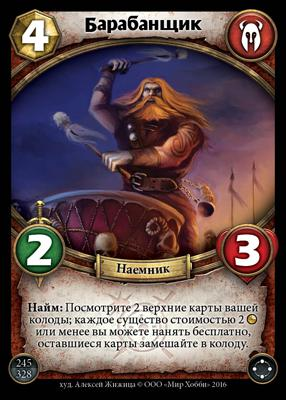 4
Барабанщик
2
Наемник
3
Найм: Посмотрите 2 верхние карты вашей
колоды; каждое существо стоимостью 2
или менее вы можете нанять бесплатно,
оставшиеся карты замешайте в колоду.
245
328
худ. Алексей Жижица © ООО «Мир Хобби» 2016